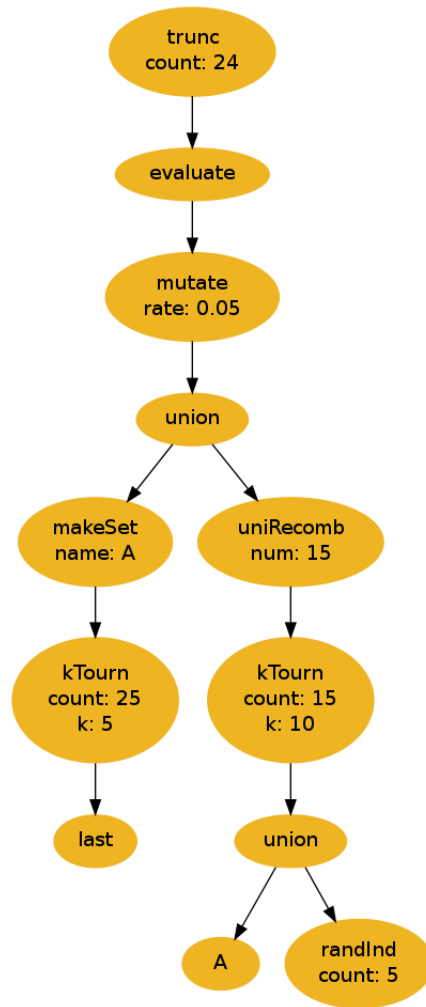 trunc
count: 24
evaluate
mutate
rate: 0.05
union
makeSet
name: A
uniRecomb
num: 15
kTourn
count: 25
k: 5
kTourn
count: 15
k: 10
last
union
A
randInd
count: 5